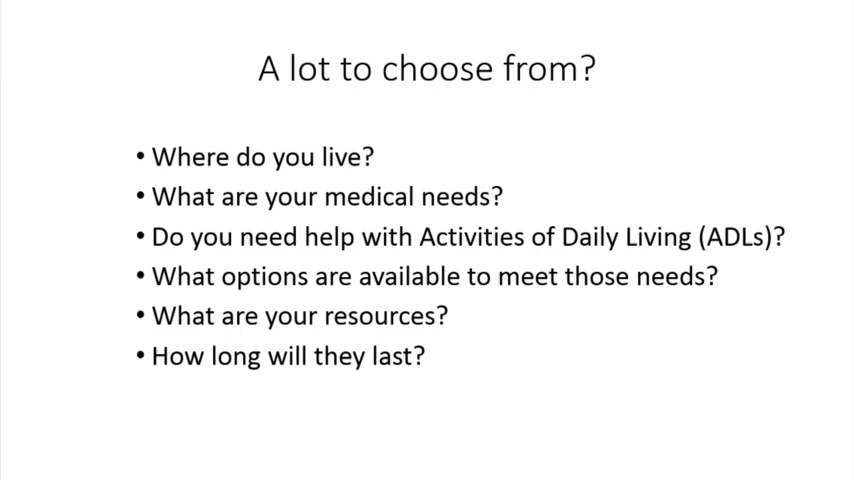 A lot to choose from?
• Where do you live?
• What are your medical needs?
• Do you need help with Activities of Daily Living (ADLs)?
• What options are available to meet those needs?
• What are your resources?
• How long will they last?